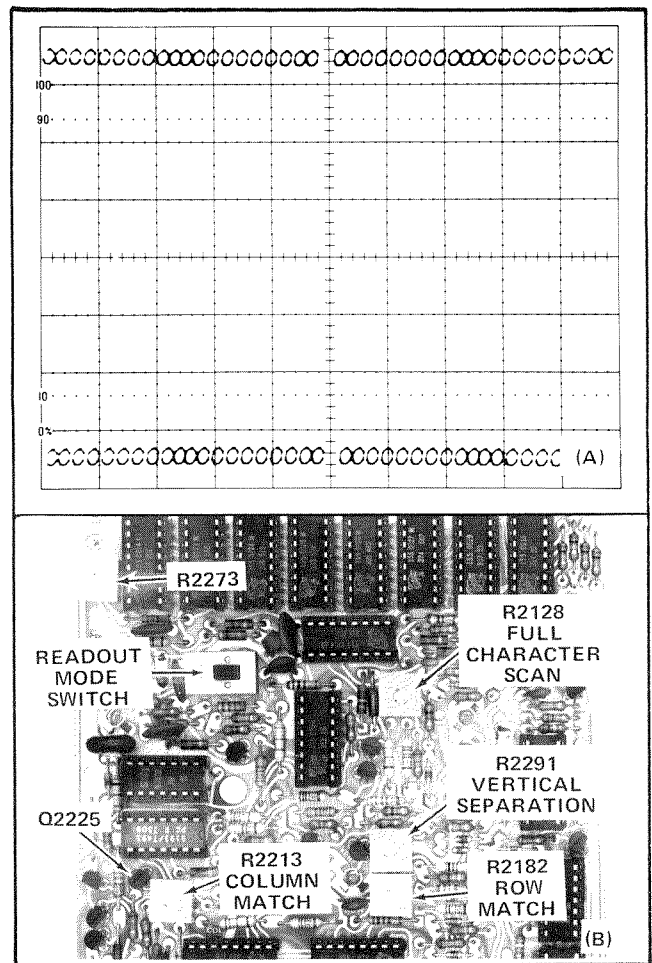 100
90
10
0%
(A)
R2273
R2128
FULL
CHARACTER
SCAN
READOUT
MODE
SWITCH
R2291
VERTICAL
SEPARATION
Q2225
R2213
COLUMN
MATCH
R2182
ROW
MATCH
(B)